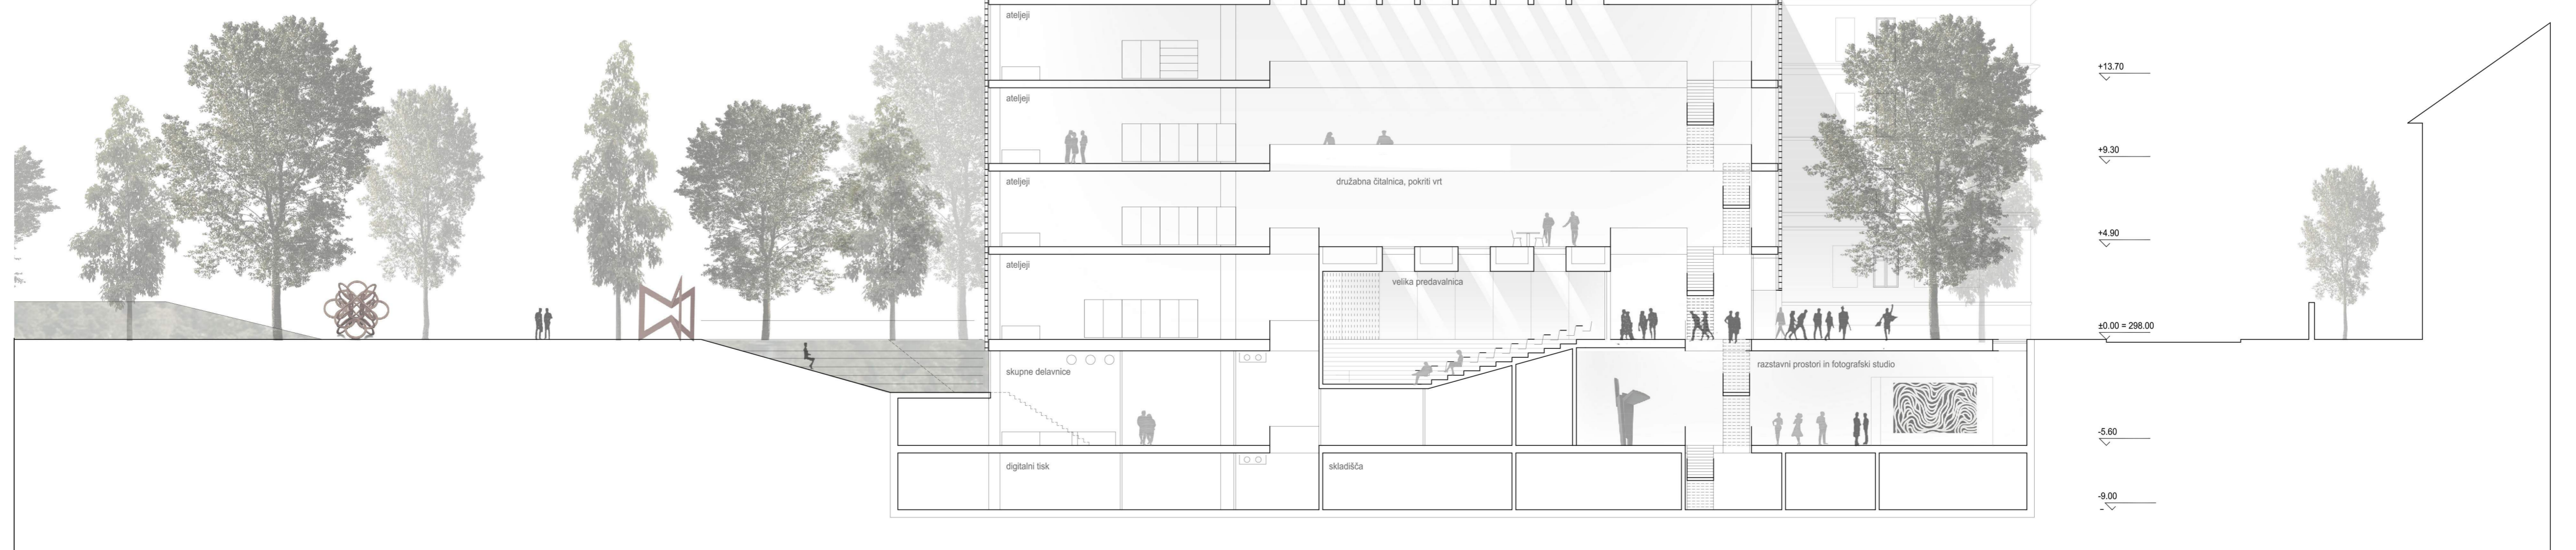 ateljeji
+13.70
ateljeji
+9.30
ateljeji
družabna čitalnica, pokriti vrt
+4.90
ateljeji
velika predavalnica
±0.00 = 298.00
skupne delavnice
razstavni prostori in fotografski studio
-5.60
digitalni tisk
skladišča
-9.00